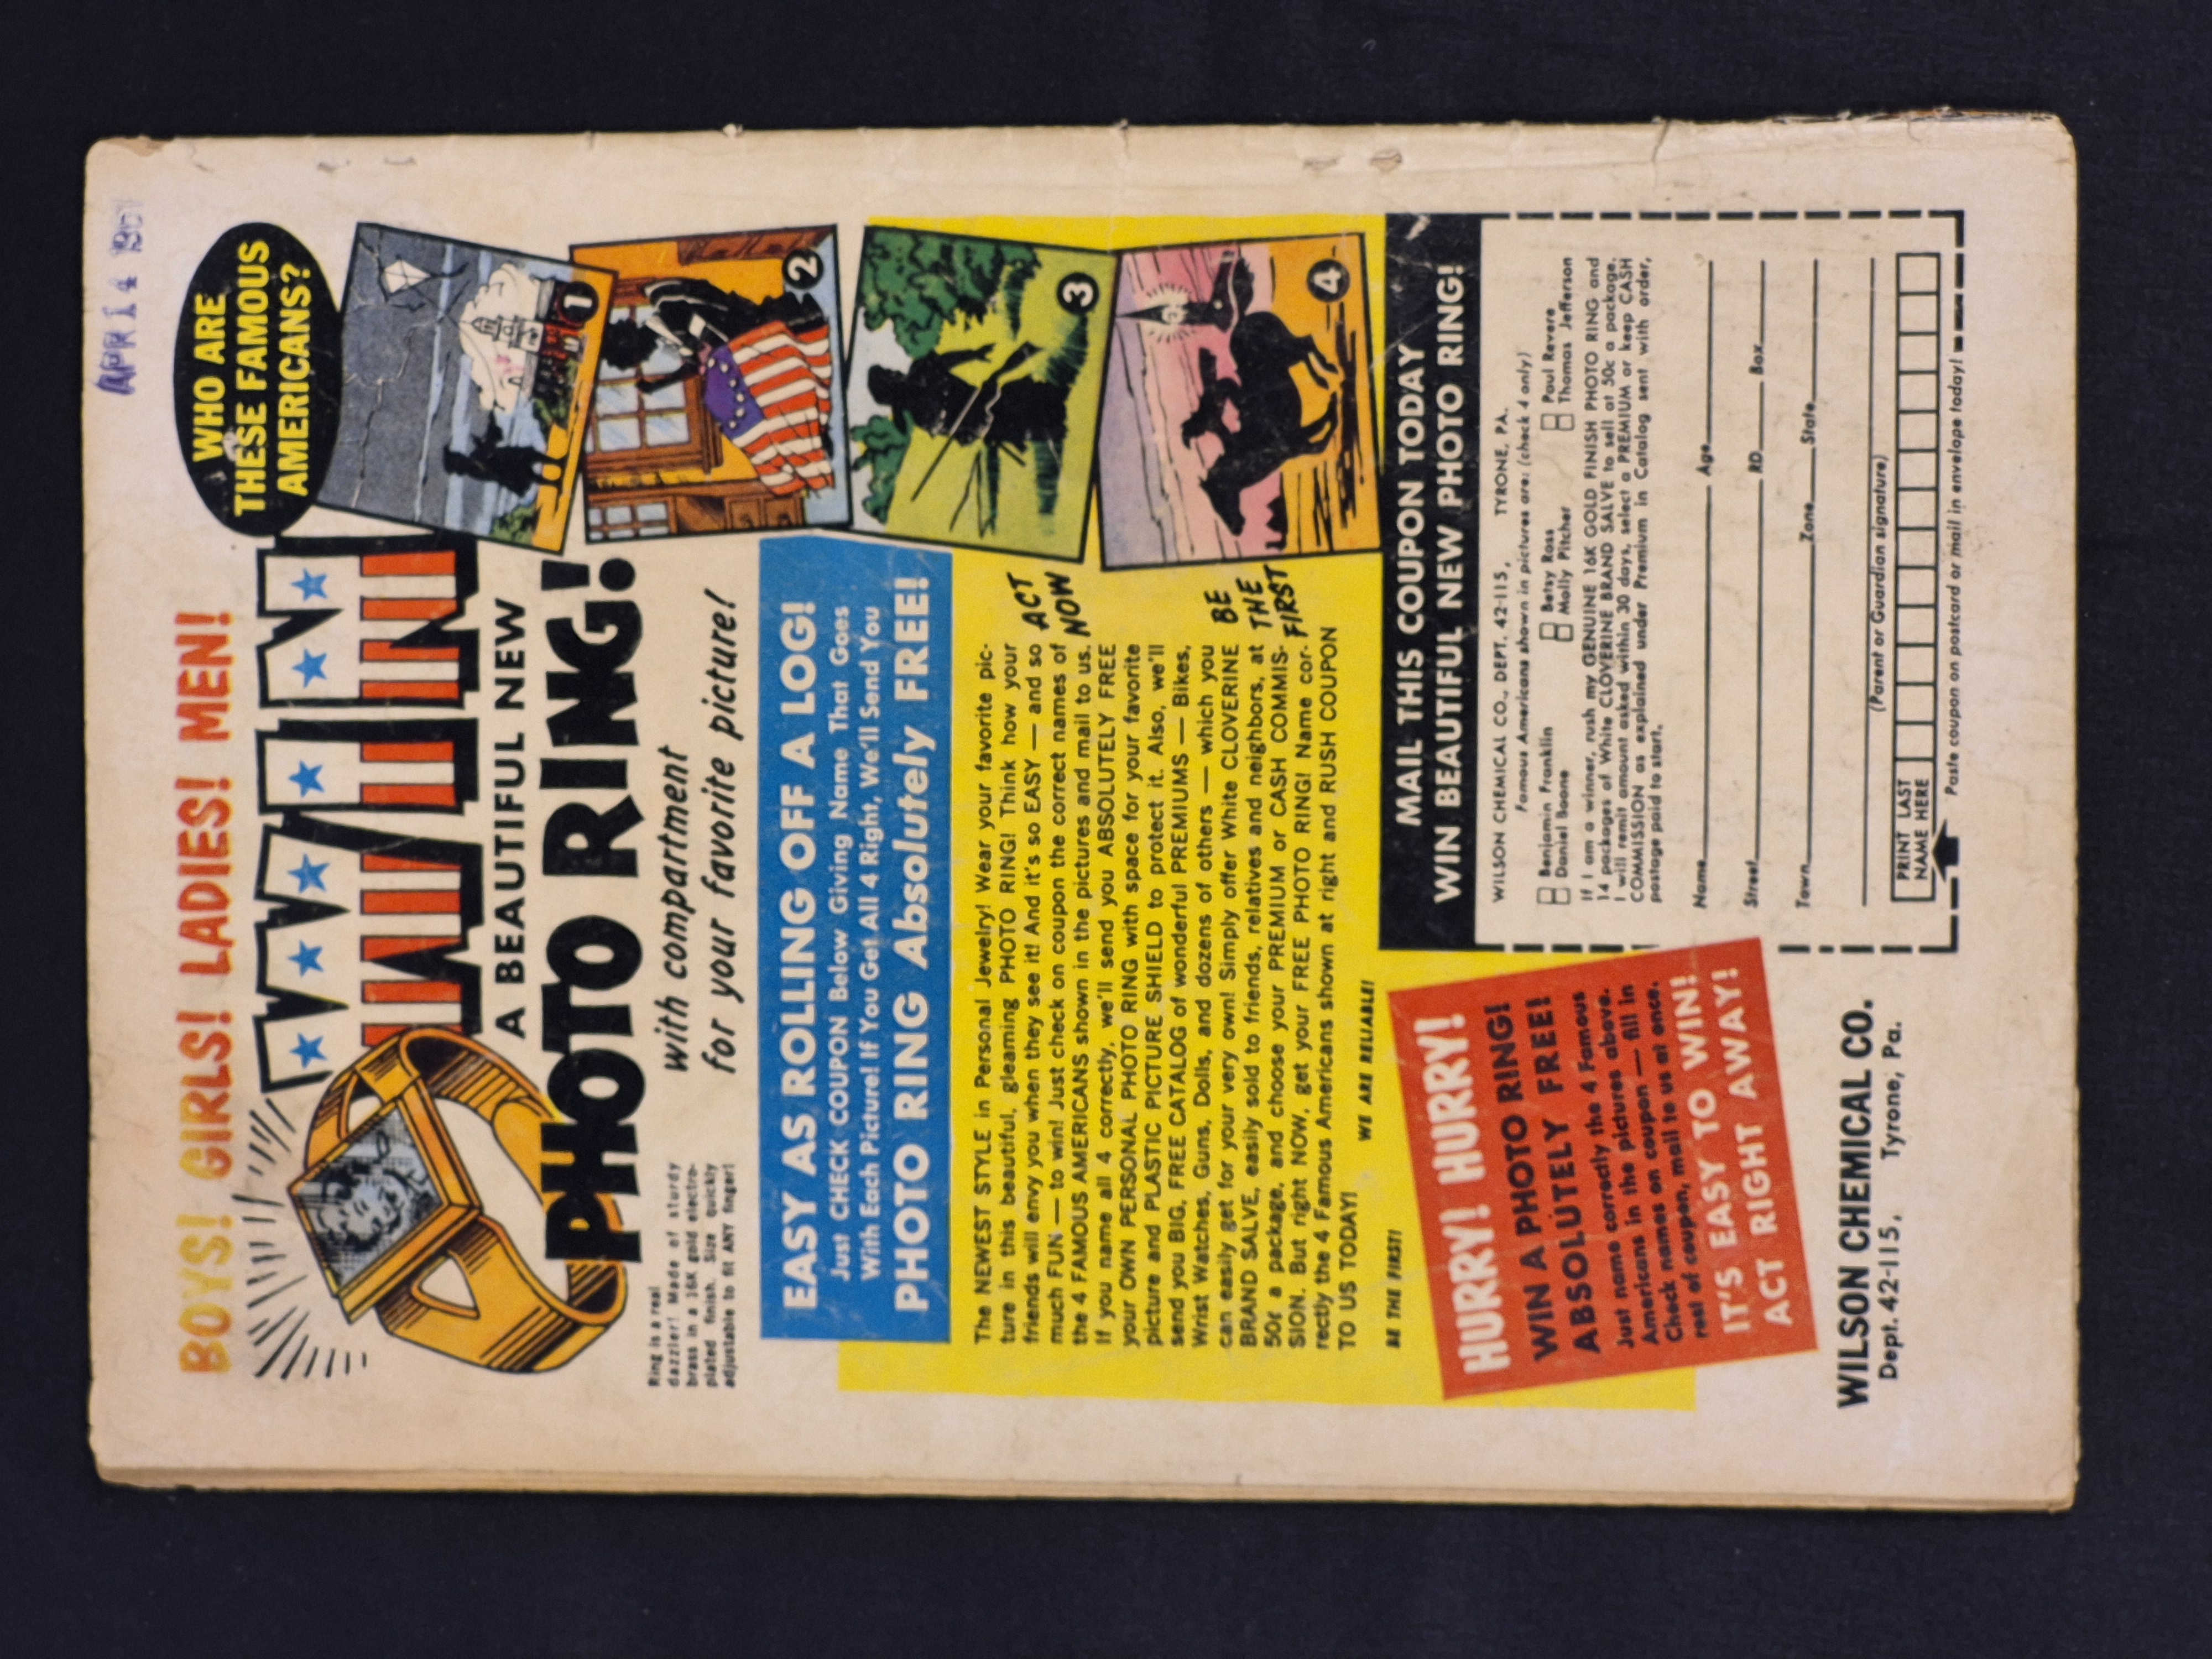 APR 14
BOYS! GIRLS! LADIES! MEN!
WHO ARE
THESE FAMOUS
AMERICANS?
WIN
A BEAUTIFUL NEW
PHOTO RING!
with compartment
for your favorite picture!
Ring is a real
dazzler! Made of sturdy
brass in a 16K gold electro-
plated finish. Size quickly
adjustable to fit ANY finger!
1
2
3
4
EASY AS ROLLING OFF A LOG!
Just CHECK COUPON Below Giving Name That Goes
With Each Picture! If You Get All 4 Right, We'll Send You
PHOTO RING Absolutely FREE!
The NEWEST STYLE in Personal Jewelry! Wear your favorite pic-
ture in this beautiful, gleaming PHOTO RING! Think how your
friends will envy you when they see it! And it's so EASY — and so
much FUN — to win! Just check on coupon the correct names of
the 4 FAMOUS AMERICANS shown in the pictures and mail to us.
If you name all 4 correctly, we'll send you ABSOLUTELY FREE
your OWN PERSONAL PHOTO RING with space for your favorite
picture and PLASTIC PICTURE SHIELD to protect it. Also, we'll
send you BIG, FREE CATALOG of wonderful PREMIUMS — Bikes,
Wrist Watches, Guns, Dolls, and dozens of others — which you
can easily get for your very own! Simply offer White CLOVERINE
BRAND SALVE, easily sold to friends, relatives and neighbors, at
50c a package, and choose your PREMIUM or CASH COMMIS-
SION. But right NOW, get your FREE PHOTO RING! Name cor-
rectly the 4 Famous Americans shown at right and RUSH COUPON
TO US TODAY!
WE ARE RELIABLE!
BE THE FIRST!
ACT
NOW
BE
THE
FIRST
HURRY! HURRY!
WIN A PHOTO RING!
ABSOLUTELY FREE!
Just name correctly the 4 Famous
Americans in the pictures above.
Check names on coupon — fill in
rest of coupon, mail to us at once.
IT'S EASY TO WIN!
ACT RIGHT AWAY!
WILSON CHEMICAL CO.
Dept. 42-115, Tyrone, Pa.
MAIL THIS COUPON TODAY
WIN BEAUTIFUL NEW PHOTO RING!
WILSON CHEMICAL CO., DEPT. 42-115, TYRONE, PA.
Famous Americans shown in pictures are: (check 4 only)
Benjamin Franklin Betsy Ross Paul Revere
Daniel Boone Molly Pitcher Thomas Jefferson
If I am a winner, rush my GENUINE 16K GOLD FINISH PHOTO RING and
14 packages of White CLOVERINE BRAND SALVE to sell at 50c a package.
I will remit amount asked within 30 days, select a PREMIUM or keep CASH
COMMISSION as explained under Premium in Catalog sent with order,
postage paid to start.
Name Age
Street RD Box
Town Zone State
(Parent or Guardian signature)
PRINT LAST
NAME HERE
Paste coupon on postcard or mail in envelope today!